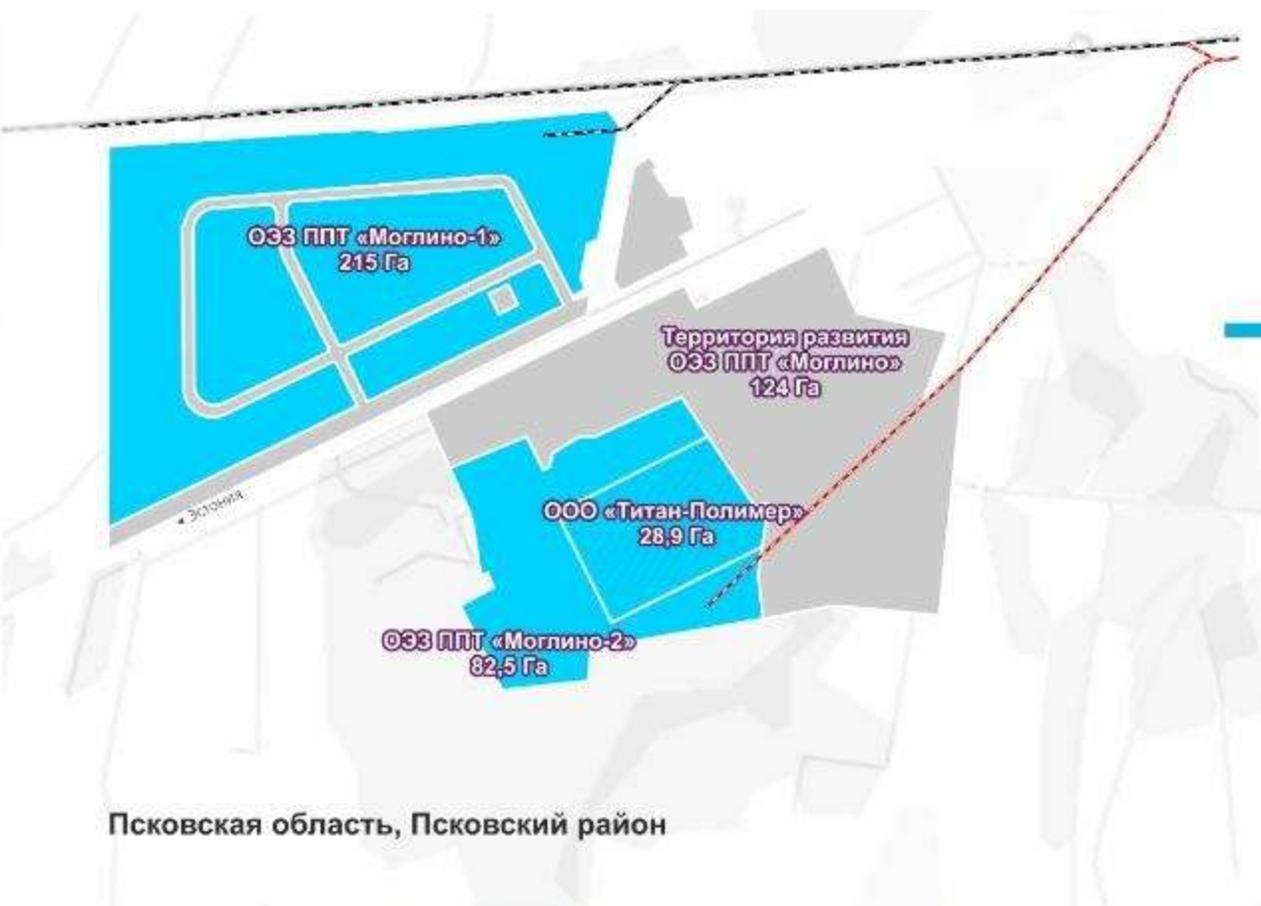 ОЭЗ ППТ «Моглино-1»
215 Га
Территория развития
ОЭЗ ППТ «Моглино»
124 Га
◂ Эстония
ООО «Титан-Полимер»
28,9 Га
ОЭЗ ППТ «Моглино-2»
82,5 Га
Псковская область, Псковский район